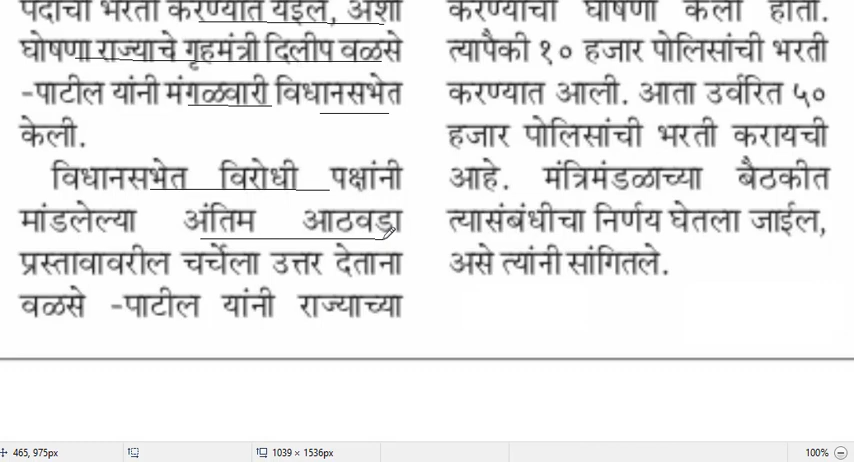 पदांची भरती करण्यात येईल, अशी
घोषणा राज्याचे गृहमंत्री दिलीप वळसे
-पाटील यांनी मंगळवारी विधानसभेत
केली.
विधानसभेत विरोधी पक्षांनी
मांडलेल्या अंतिम आठवडा
प्रस्तावावरील चर्चेला उत्तर देताना
वळसे -पाटील यांनी राज्याच्या
करण्याची घोषणा केली होती.
त्यापैकी १० हजार पोलिसांची भरती
करण्यात आली. आता उर्वरित ५०
हजार पोलिसांची भरती करायची
आहे. मंत्रिमंडळाच्या बैठकीत
त्यासंबंधीचा निर्णय घेतला जाईल,
असे त्यांनी सांगितले.
465, 975px
1039 × 1536px
100%